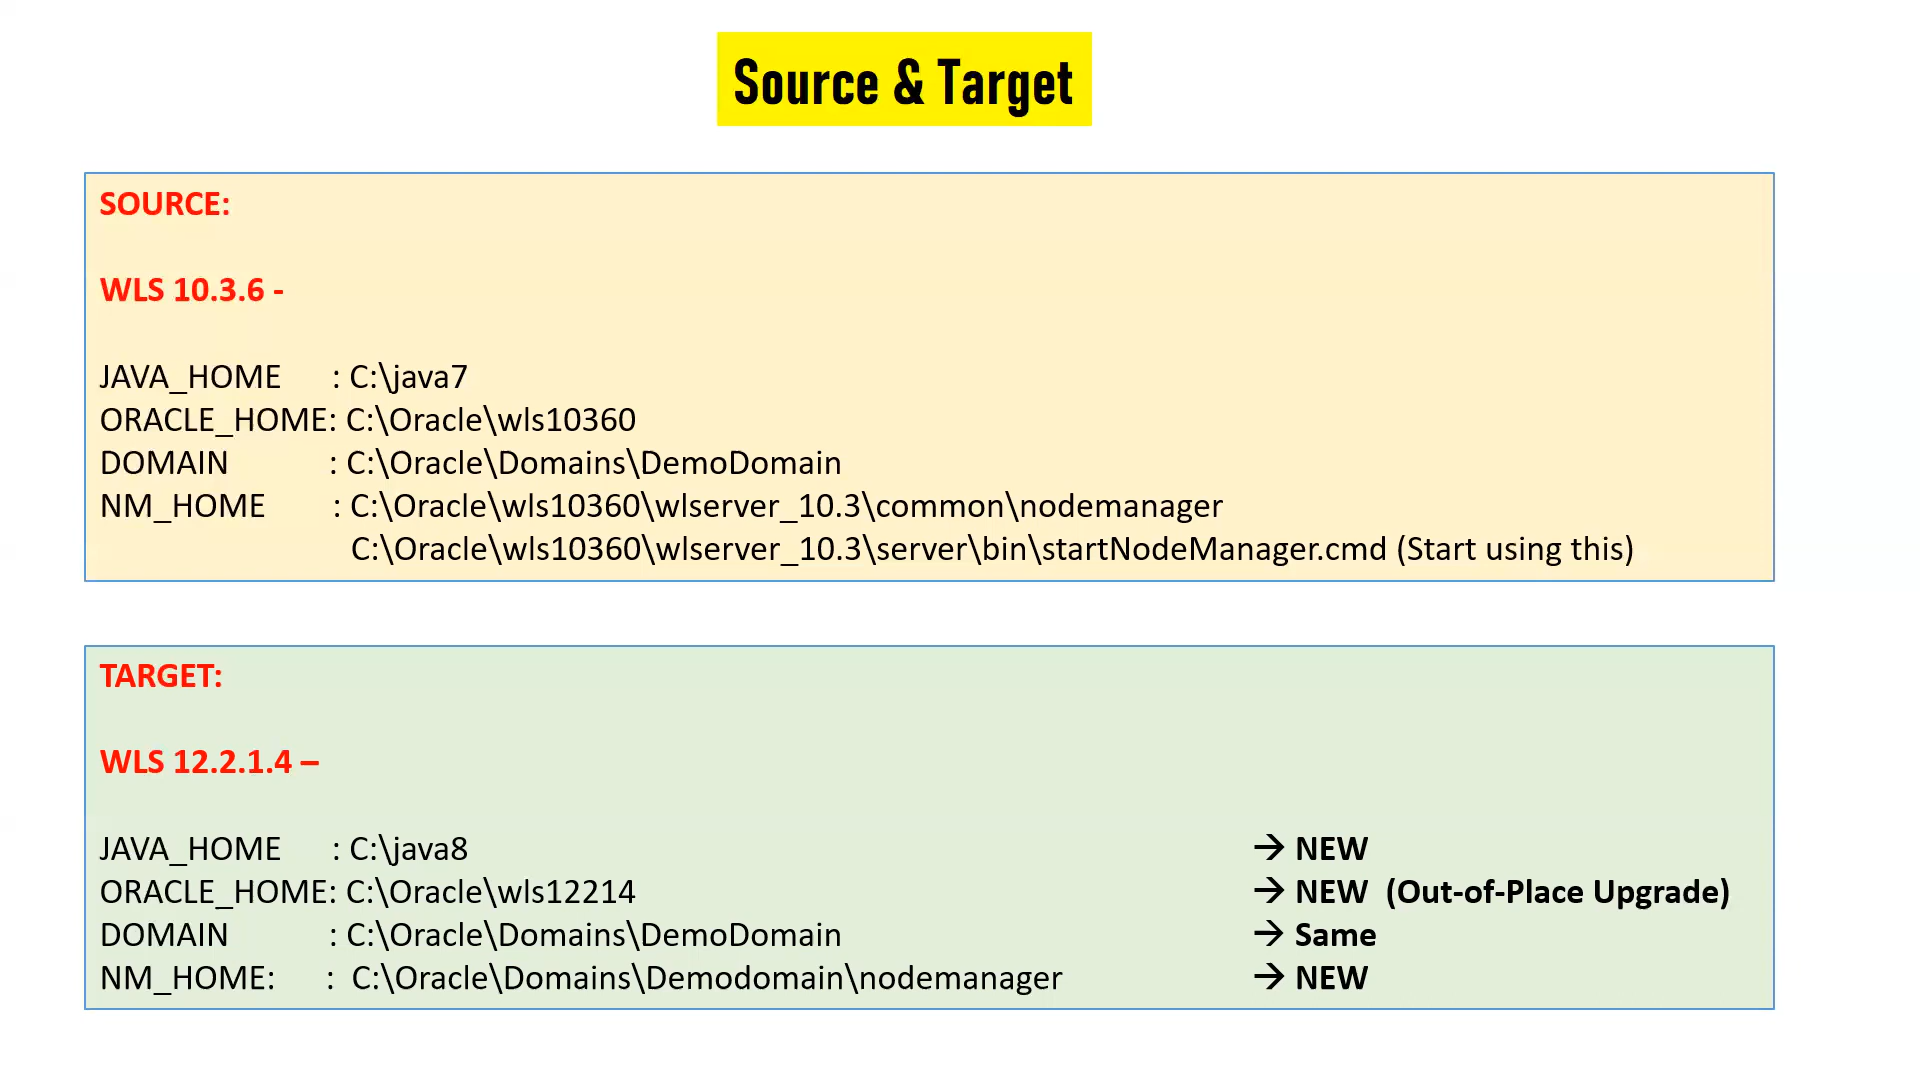 Source & Target
SOURCE:
WLS 10.3.6 -
JAVA_HOME : C:\java7
ORACLE_HOME: C:\Oracle\wls10360
DOMAIN : C:\Oracle\Domains\DemoDomain
NM_HOME : C:\Oracle\wls10360\wlserver_10.3\common\nodemanager
C:\Oracle\wls10360\wlserver_10.3\server\bin\startNodeManager.cmd (Start using this)
TARGET:
WLS 12.2.1.4 –
JAVA_HOME : C:\java8 → NEW
ORACLE_HOME: C:\Oracle\wls12214 → NEW (Out-of-Place Upgrade)
DOMAIN : C:\Oracle\Domains\DemoDomain → Same
NM_HOME: : C:\Oracle\Domains\Demodomain\nodemanager → NEW